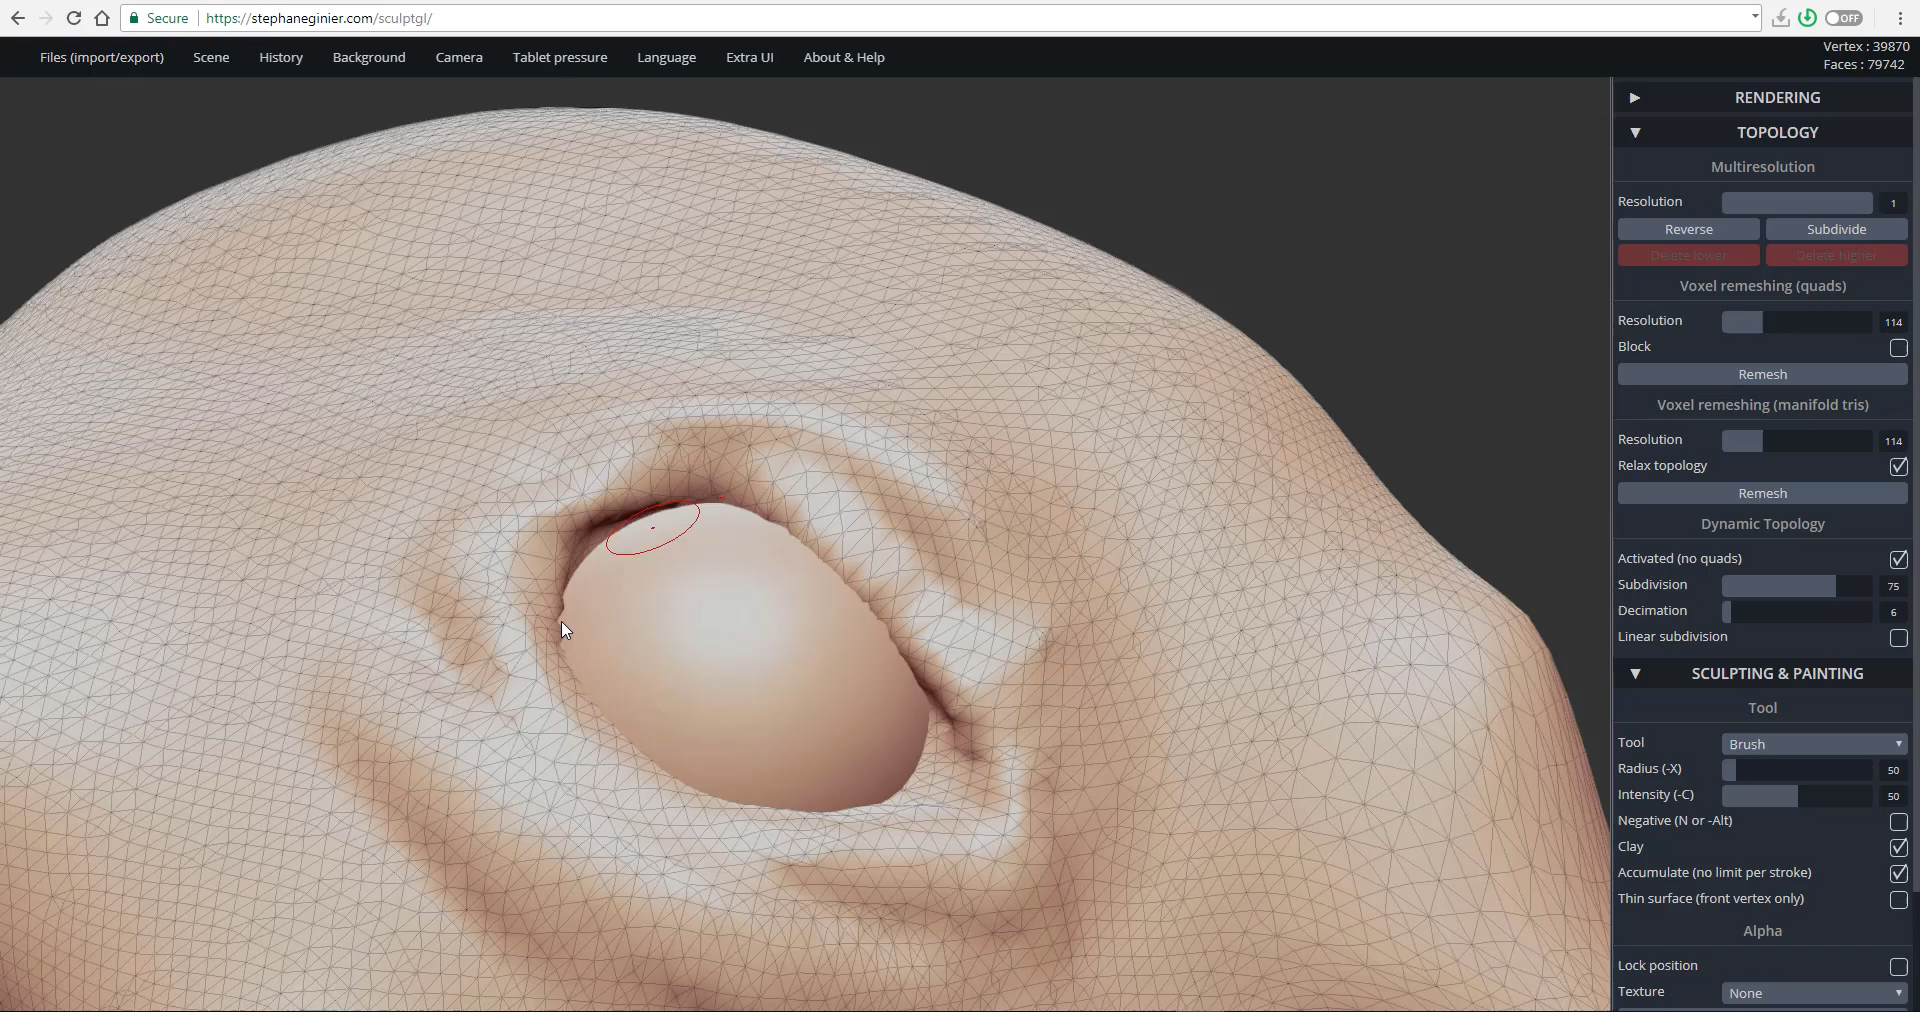 Secure https://stephaneginier.com/sculptgl/
OFF
Files (import/export) Scene History Background Camera Tablet pressure Language Extra UI About & Help
Vertex : 39870
Faces : 79742
RENDERING
TOPOLOGY
Multiresolution
Resolution 1
Reverse Subdivide
Delete lower Delete higher
Voxel remeshing (quads)
Resolution 114
Block
Remesh
Voxel remeshing (manifold tris)
Resolution 114
Relax topology
Remesh
Dynamic Topology
Activated (no quads)
Subdivision 75
Decimation 6
Linear subdivision
SCULPTING & PAINTING
Tool
Tool Brush
Radius (-X) 50
Intensity (-C) 50
Negative (N or -Alt)
Clay
Accumulate (no limit per stroke)
Thin surface (front vertex only)
Alpha
Lock position
Texture None